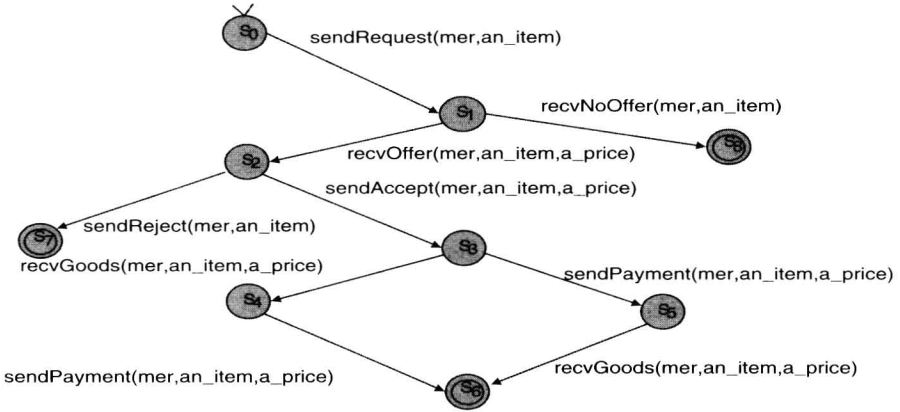 S0
sendRequest(mer,an_item)
recvNoOffer(mer,an_item)
S1
S8
recvOffer(mer,an_item,a_price)
S2
sendAccept(mer,an_item,a_price)
sendReject(mer,an_item)
S7
S3
recvGoods(mer,an_item,a_price)
sendPayment(mer,an_item,a_price)
S4
S5
recvGoods(mer,an_item,a_price)
sendPayment(mer,an_item,a_price)
S6